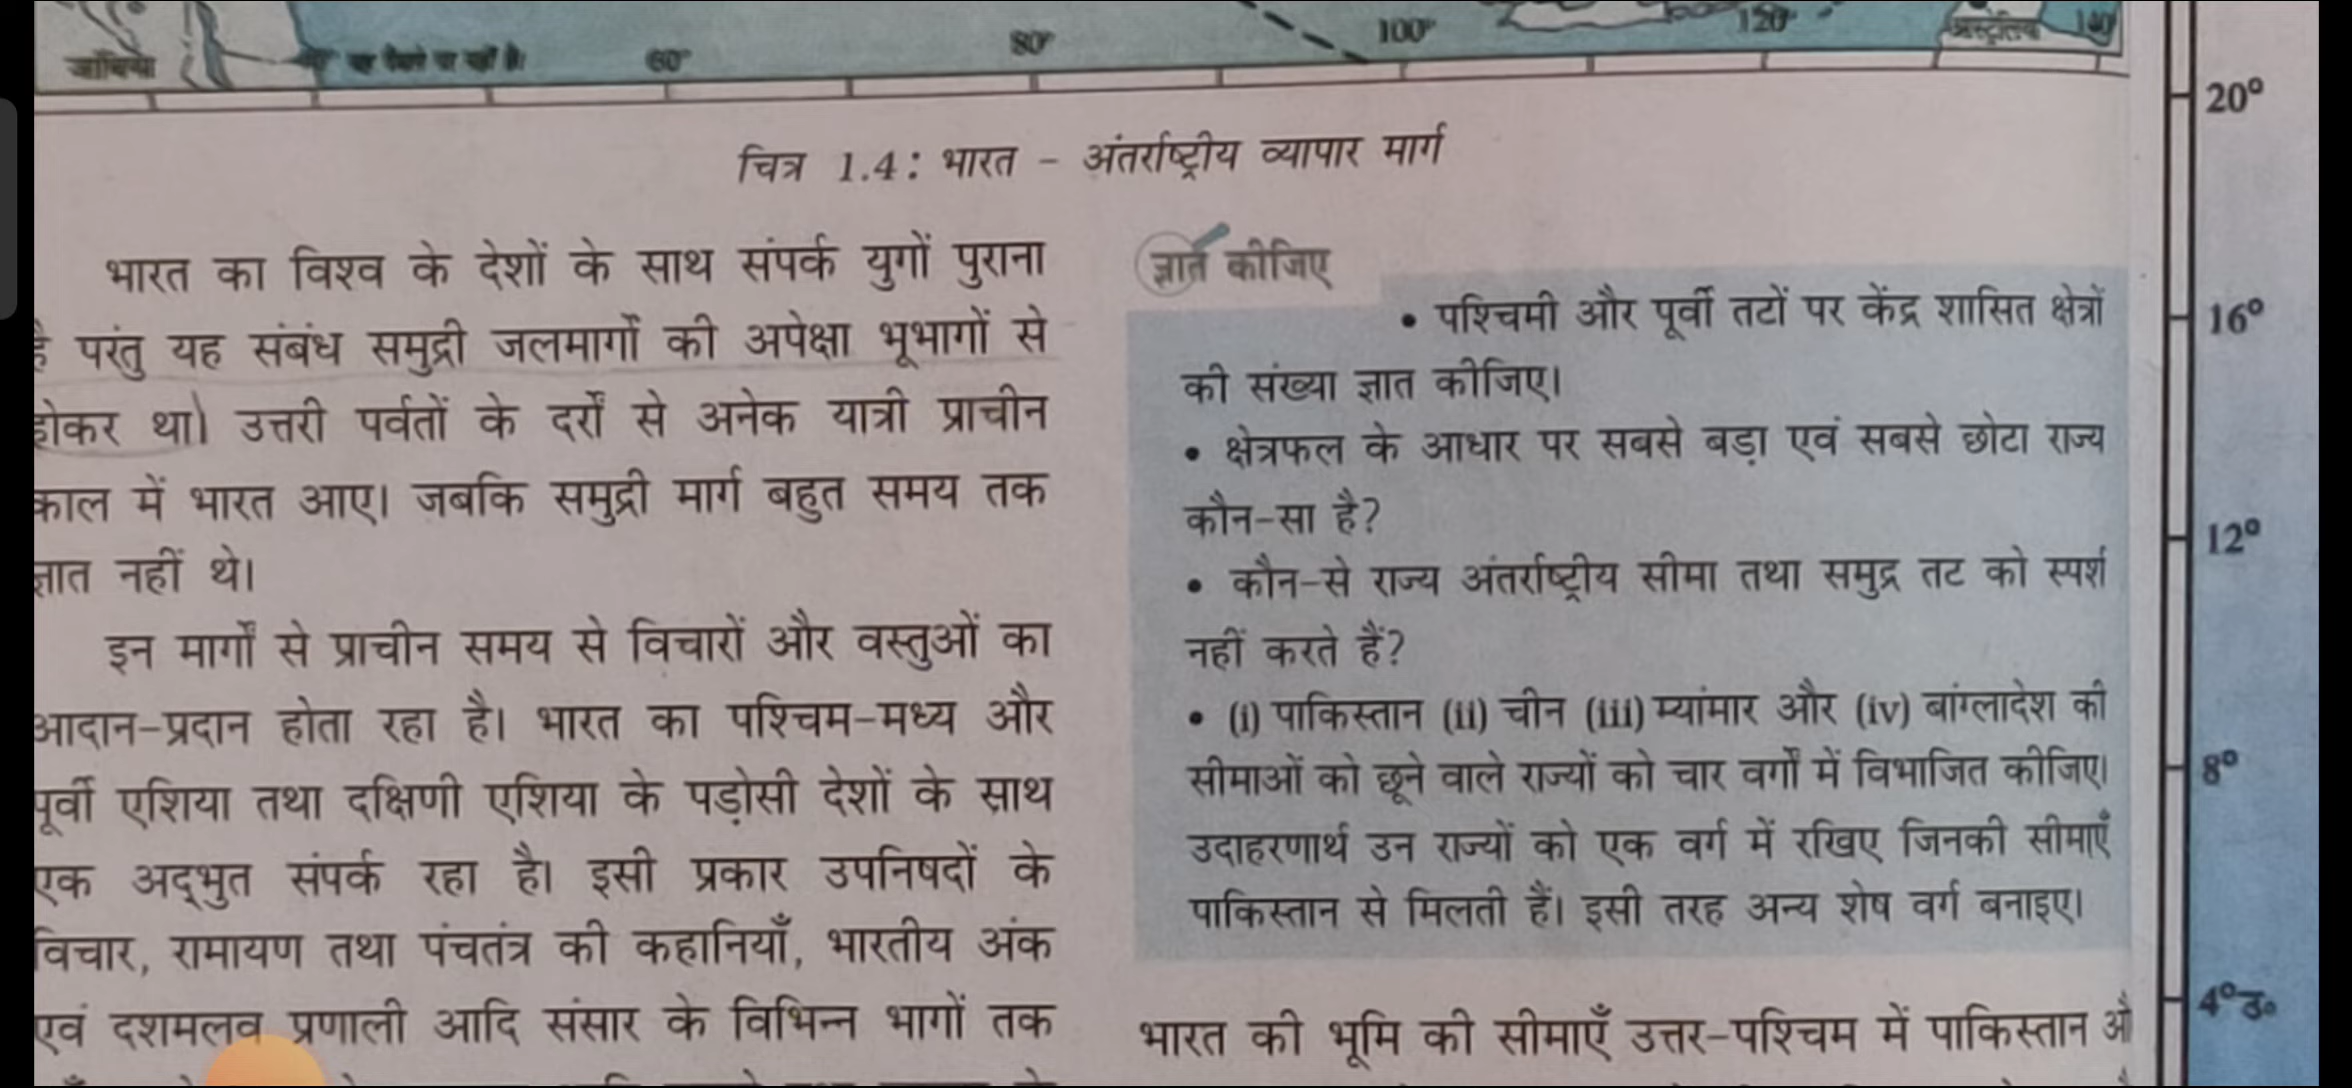 60°
80°
100°
120°
140°
चित्र 1.4: भारत - अंतर्राष्ट्रीय व्यापार मार्ग
भारत का विश्व के देशों के साथ संपर्क युगों पुराना
है परंतु यह संबंध समुद्री जलमार्गों की अपेक्षा भूभागों से
होकर था। उत्तरी पर्वतों के दर्रों से अनेक यात्री प्राचीन
काल में भारत आए। जबकि समुद्री मार्ग बहुत समय तक
ज्ञात नहीं थे।
इन मार्गों से प्राचीन समय से विचारों और वस्तुओं का
आदान-प्रदान होता रहा है। भारत का पश्चिम-मध्य और
पूर्वी एशिया तथा दक्षिणी एशिया के पड़ोसी देशों के साथ
एक अद्भुत संपर्क रहा है। इसी प्रकार उपनिषदों के
विचार, रामायण तथा पंचतंत्र की कहानियाँ, भारतीय अंक
एवं दशमलव प्रणाली आदि संसार के विभिन्न भागों तक
ज्ञात कीजिए
• पश्चिमी और पूर्वी तटों पर केंद्र शासित क्षेत्रों
की संख्या ज्ञात कीजिए।
• क्षेत्रफल के आधार पर सबसे बड़ा एवं सबसे छोटा राज्य
कौन-सा है?
• कौन-से राज्य अंतर्राष्ट्रीय सीमा तथा समुद्र तट को स्पर्श
नहीं करते हैं?
• (i) पाकिस्तान (ii) चीन (iii) म्यांमार और (iv) बांग्लादेश की
सीमाओं को छूने वाले राज्यों को चार वर्गों में विभाजित कीजिए।
उदाहरणार्थ उन राज्यों को एक वर्ग में रखिए जिनकी सीमाएँ
पाकिस्तान से मिलती हैं। इसी तरह अन्य शेष वर्ग बनाइए।
भारत की भूमि की सीमाएँ उत्तर-पश्चिम में पाकिस्तान औ
20°
16°
12°
8°
4°उ०